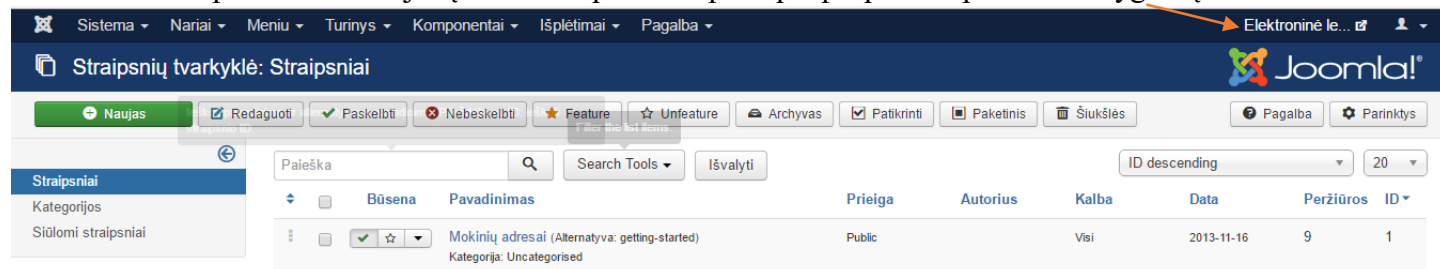 Sistema Nariai Meniu Turinys Komponentai Išplėtimai Pagalba Elektroninė le...
Straipsnių tvarkyklė: Straipsniai Joomla!®
Naujas Redaguoti Paskelbti Nebeskelbti Feature Unfeature Archyvas Patikrinti Paketinis Šiukšlės Pagalba Parinktys
straipsnio ID. Filter the list items.
Paieška Search Tools Išvalyti ID descending 20
Straipsniai
Būsena Pavadinimas Prieiga Autorius Kalba Data Peržiūros ID
Kategorijos
Siūlomi straipsniai
Mokinių adresai (Alternatyva: getting-started) Public Visi 2013-11-16 9 1
Kategorija: Uncategorised